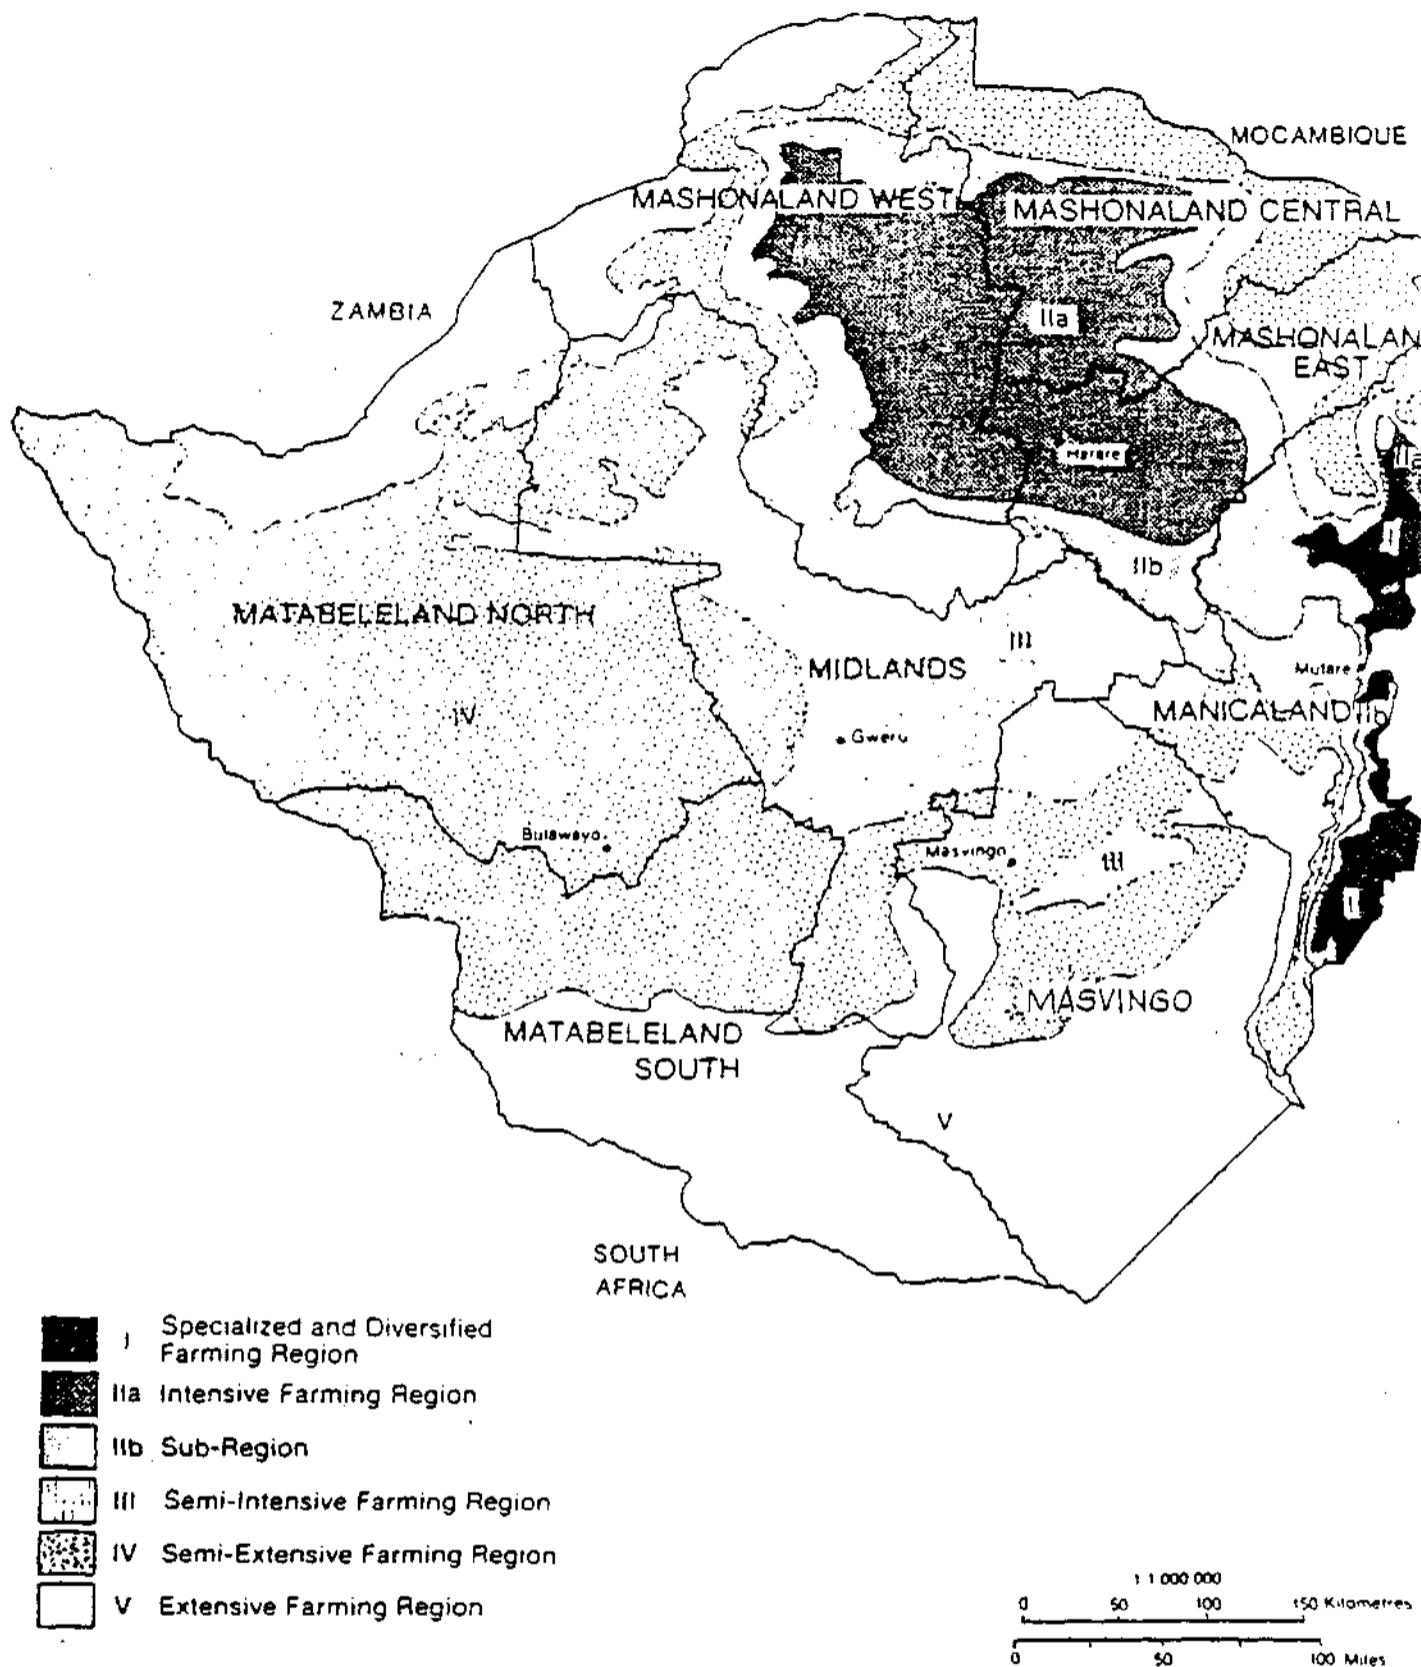 MOCAMBIQUE
MASHONALAND WEST
MASHONALAND CENTRAL
ZAMBIA
IIa
MASHONALAN
EAST
Harare
IIa
I
IIb
MATABELELAND NORTH
III
MIDLANDS
Mutare
IV
MANICALAND
IIb
Gweru
Bulawayo
Masvingo
III
I
MASVINGO
MATABELELAND
SOUTH
V
SOUTH
AFRICA
I Specialized and Diversified
Farming Region
IIa Intensive Farming Region
IIb Sub-Region
III Semi-Intensive Farming Region
IV Semi-Extensive Farming Region
V Extensive Farming Region
1 1 000 000
0 50 100 150 Kilometres
0 50 100 Miles